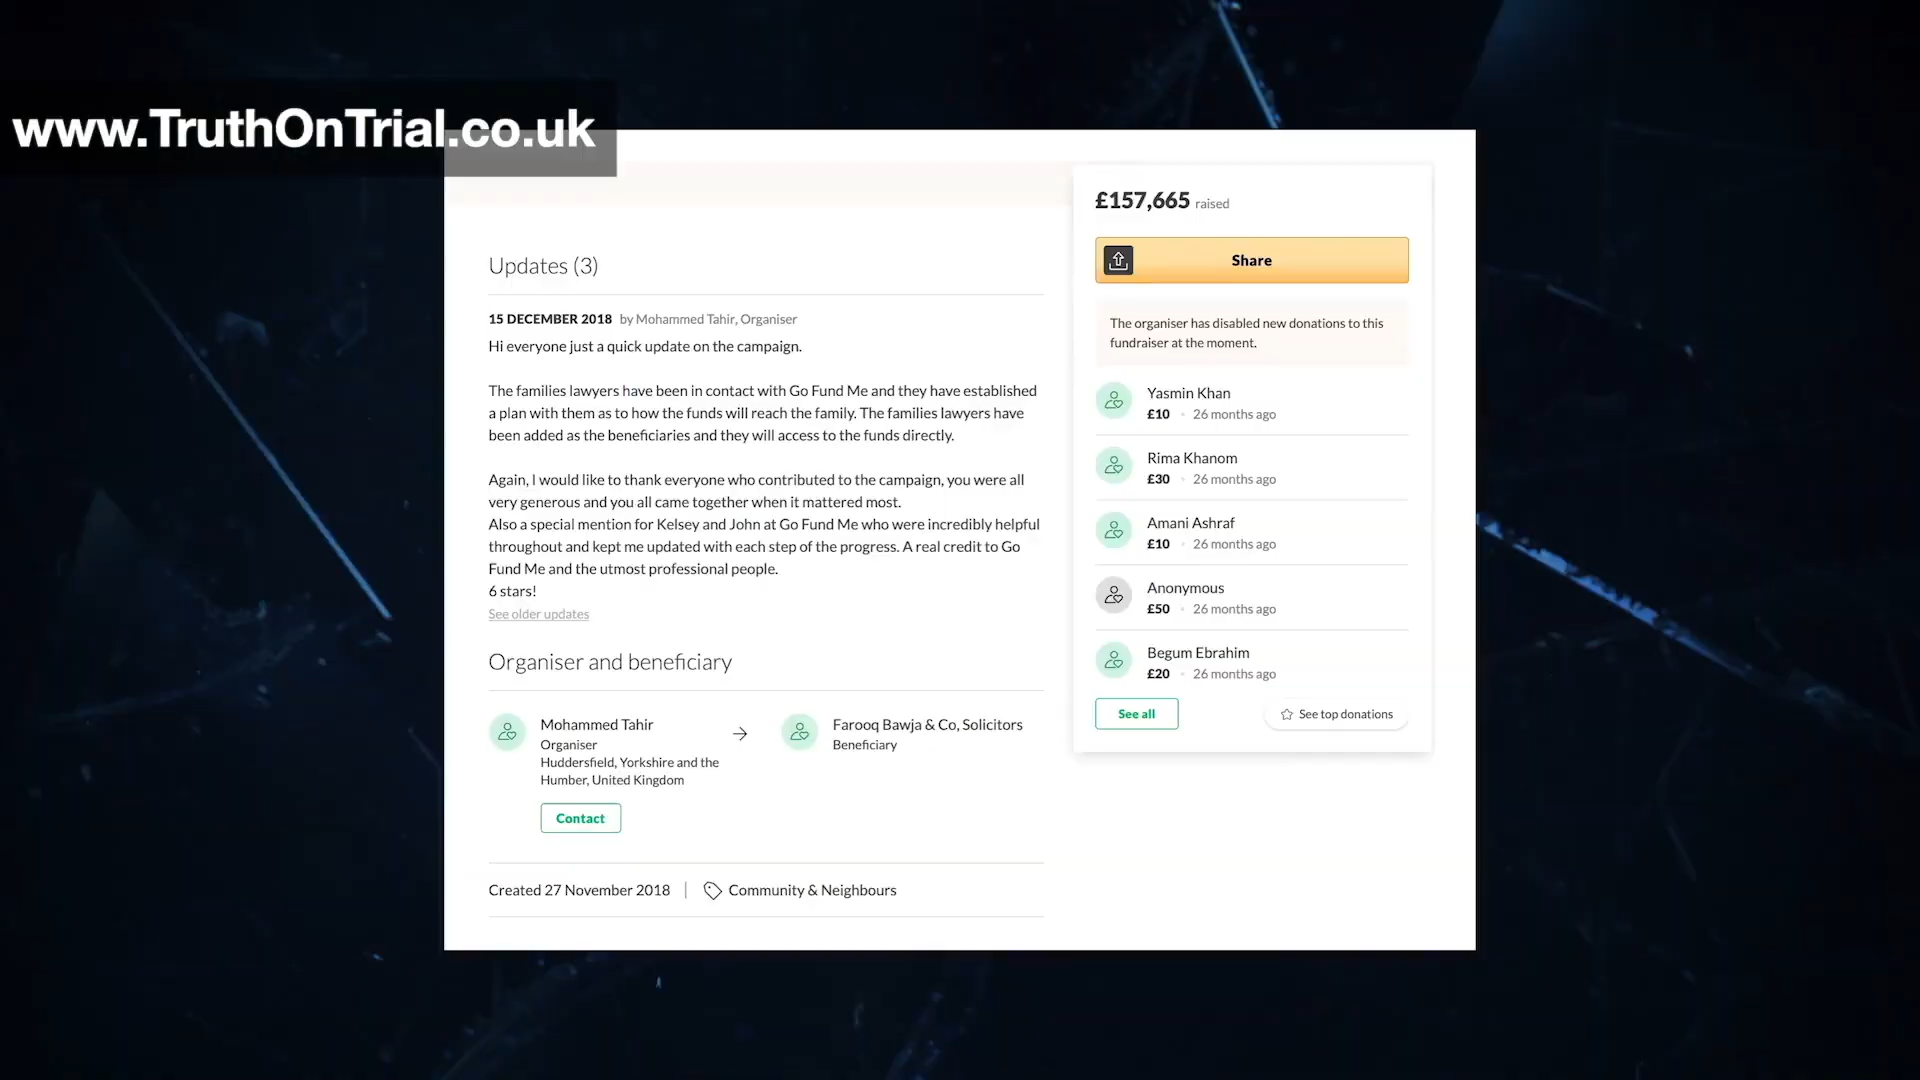 www.TruthOnTrial.co.uk
Updates (3)
15 DECEMBER 2018 by Mohammed Tahir, Organiser
Hi everyone just a quick update on the campaign.
The families lawyers have been in contact with Go Fund Me and they have established
a plan with them as to how the funds will reach the family. The families lawyers have
been added as the beneficiaries and they will access to the funds directly.
Again, I would like to thank everyone who contributed to the campaign, you were all
very generous and you all came together when it mattered most.
Also a special mention for Kelsey and John at Go Fund Me who were incredibly helpful
throughout and kept me updated with each step of the progress. A real credit to Go
Fund Me and the utmost professional people.
6 stars!
See older updates
Organiser and beneficiary
Mohammed Tahir
Organiser
Huddersfield, Yorkshire and the
Humber, United Kingdom
Contact
Farooq Bawja & Co, Solicitors
Beneficiary
Created 27 November 2018 | Community & Neighbours
£157,665 raised
Share
The organiser has disabled new donations to this
fundraiser at the moment.
Yasmin Khan
£10 • 26 months ago
Rima Khanom
£30 • 26 months ago
Amani Ashraf
£10 • 26 months ago
Anonymous
£50 • 26 months ago
Begum Ebrahim
£20 • 26 months ago
See all
See top donations